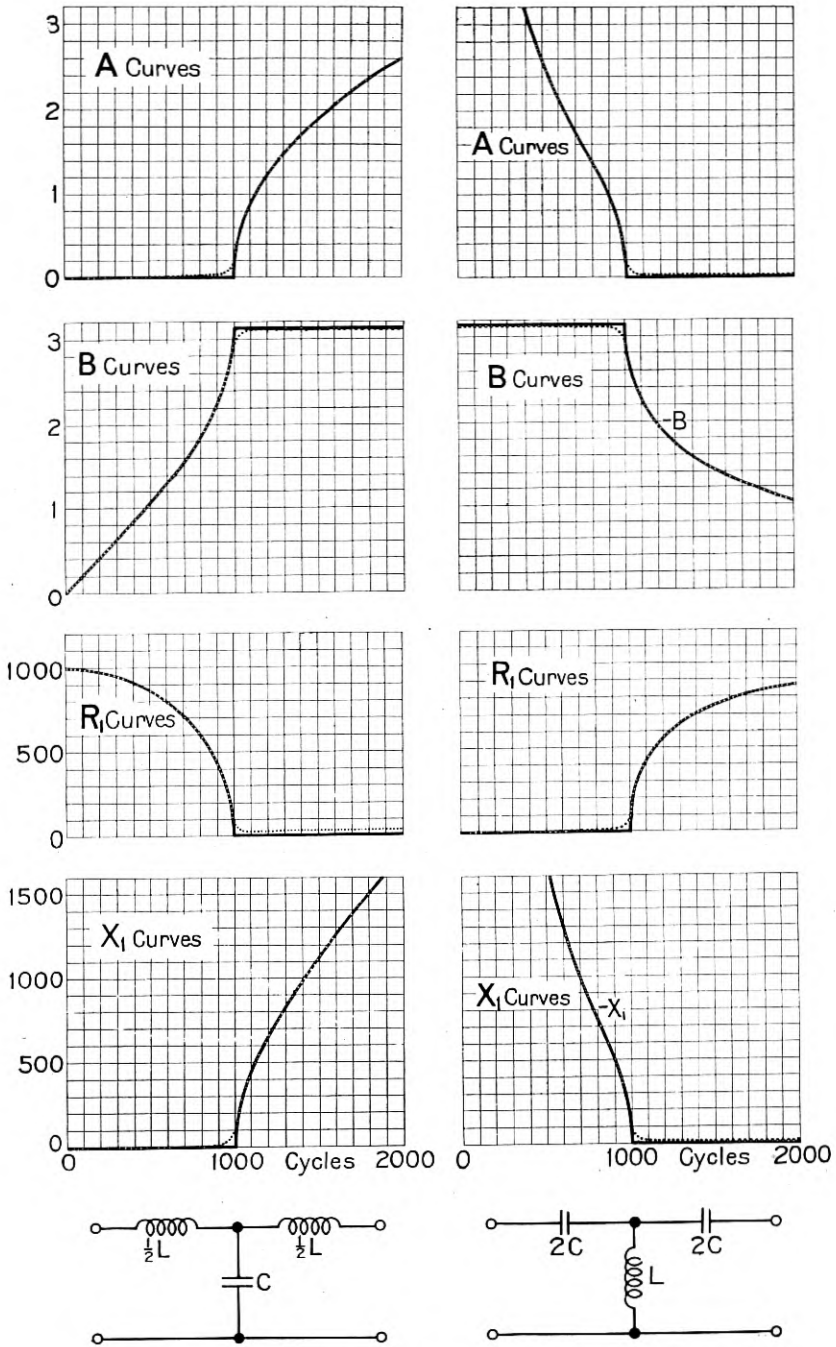 3
A Curves
2
1
0
A Curves
3
B Curves
2
1
0
B Curves
-B
1000
R₁ Curves
500
0
R₁ Curves
1500
X₁ Curves
1000
500
0
0 1000 Cycles 2000
X₁ Curves
-X₁
0 1000 Cycles 2000
½L ½L
C
2C 2C
L